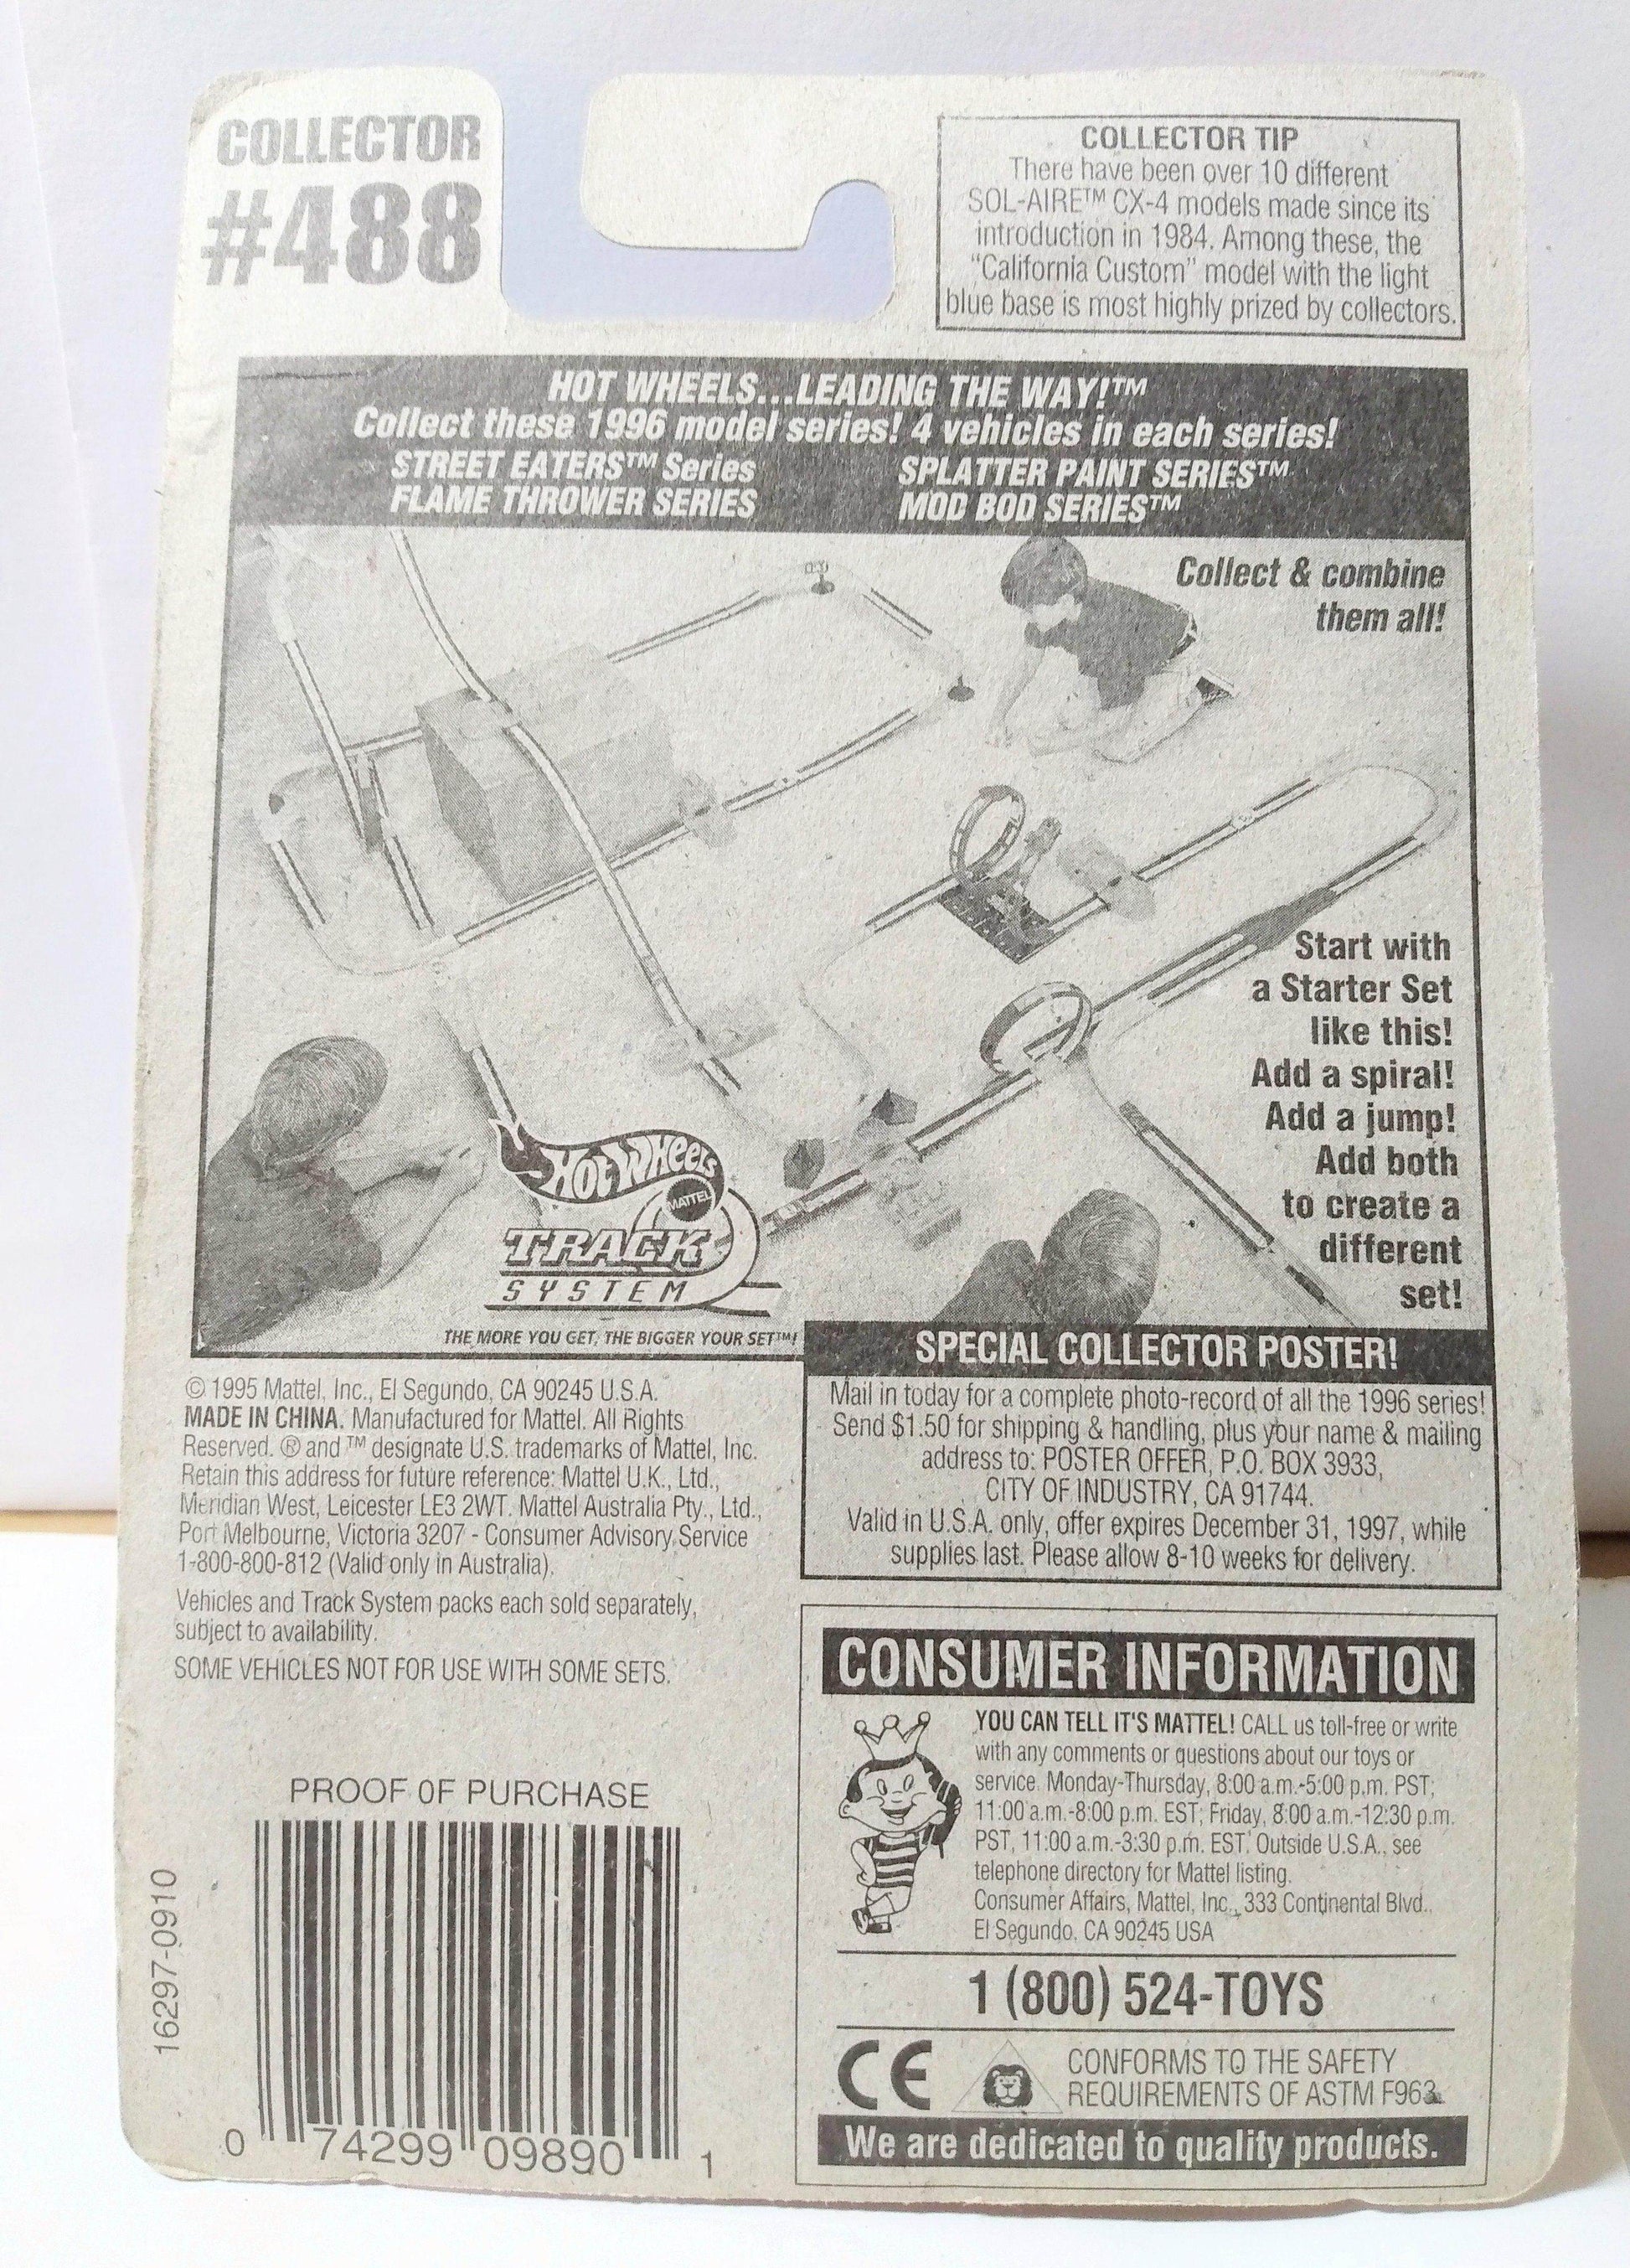 COLLECTOR
#488
COLLECTOR TIP
There have been over 10 different
SOL-AIRE™ CX-4 models made since its
introduction in 1984. Among these, the
“California Custom” model with the light
blue base is most highly prized by collectors.
HOT WHEELS...LEADING THE WAY!™
Collect these 1996 model series! 4 vehicles in each series!
STREET EATERS™ Series
FLAME THROWER SERIES
SPLATTER PAINT SERIES™
MOD BOD SERIES™
Collect & combine
them all!
Start with
a Starter Set
like this!
Add a spiral!
Add a jump!
Add both
to create a
different
set!
HOT WHEELS
MATTEL
TRACK
SYSTEM
THE MORE YOU GET, THE BIGGER YOUR SET™!
© 1995 Mattel, Inc., El Segundo, CA 90245 U.S.A.
MADE IN CHINA. Manufactured for Mattel. All Rights
Reserved. ® and ™ designate U.S. trademarks of Mattel, Inc.
Retain this address for future reference: Mattel U.K., Ltd.,
Meridian West, Leicester LE3 2WT. Mattel Australia Pty., Ltd.,
Port Melbourne, Victoria 3207 - Consumer Advisory Service
1-800-800-812 (Valid only in Australia).
Vehicles and Track System packs each sold separately,
subject to availability.
SOME VEHICLES NOT FOR USE WITH SOME SETS.
SPECIAL COLLECTOR POSTER!
Mail in today for a complete photo-record of all the 1996 series!
Send $1.50 for shipping & handling, plus your name & mailing
address to: POSTER OFFER, P.O. BOX 3933,
CITY OF INDUSTRY, CA 91744.
Valid in U.S.A. only, offer expires December 31, 1997, while
supplies last. Please allow 8-10 weeks for delivery.
CONSUMER INFORMATION
YOU CAN TELL IT'S MATTEL! CALL us toll-free or write
with any comments or questions about our toys or
service. Monday-Thursday, 8:00 a.m.-5:00 p.m. PST;
11:00 a.m.-8:00 p.m. EST; Friday, 8:00 a.m.-12:30 p.m.
PST, 11:00 a.m.-3:30 p.m. EST. Outside U.S.A., see
telephone directory for Mattel listing.
Consumer Affairs, Mattel, Inc., 333 Continental Blvd.,
El Segundo, CA 90245 USA
1 (800) 524-TOYS
CE
CONFORMS TO THE SAFETY
REQUIREMENTS OF ASTM F963.
We are dedicated to quality products.
PROOF OF PURCHASE
0 74299 09890 1
16297-0910